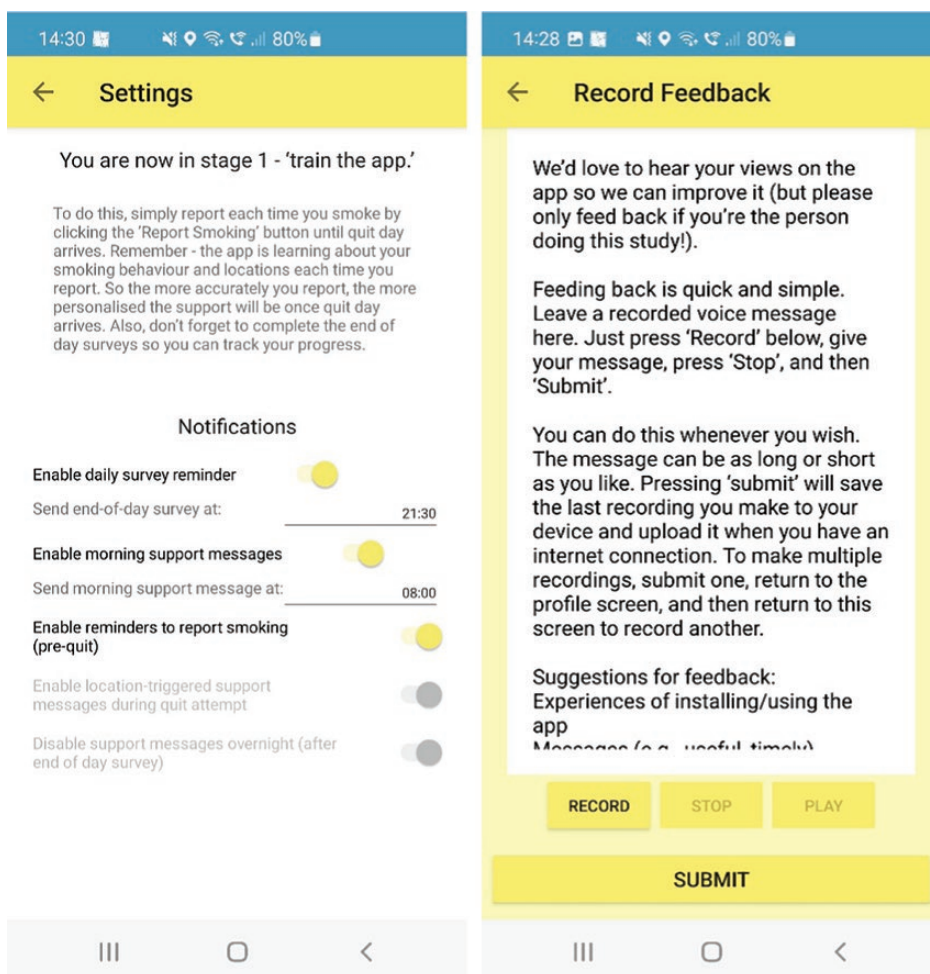 14:30 80%
Settings
You are now in stage 1 - ‘train the app.’
To do this, simply report each time you smoke by
clicking the ‘Report Smoking’ button until quit day
arrives. Remember - the app is learning about your
smoking behaviour and locations each time you
report. So the more accurately you report, the more
personalised the support will be once quit day
arrives. Also, don’t forget to complete the end of
day surveys so you can track your progress.
Notifications
Enable daily survey reminder
Send end-of-day survey at: 21:30
Enable morning support messages
Send morning support message at: 08:00
Enable reminders to report smoking
(pre-quit)
Enable location-triggered support
messages during quit attempt
Disable support messages overnight (after
end of day survey)
14:28 80%
Record Feedback
We’d love to hear your views on the
app so we can improve it (but please
only feed back if you’re the person
doing this study!).
Feeding back is quick and simple.
Leave a recorded voice message
here. Just press ‘Record’ below, give
your message, press ‘Stop’, and then
‘Submit’.
You can do this whenever you wish.
The message can be as long or short
as you like. Pressing ‘submit’ will save
the last recording you make to your
device and upload it when you have an
internet connection. To make multiple
recordings, submit one, return to the
profile screen, and then return to this
screen to record another.
Suggestions for feedback:
Experiences of installing/using the
app
Messages (e.g., useful, timely)
RECORD STOP PLAY
SUBMIT